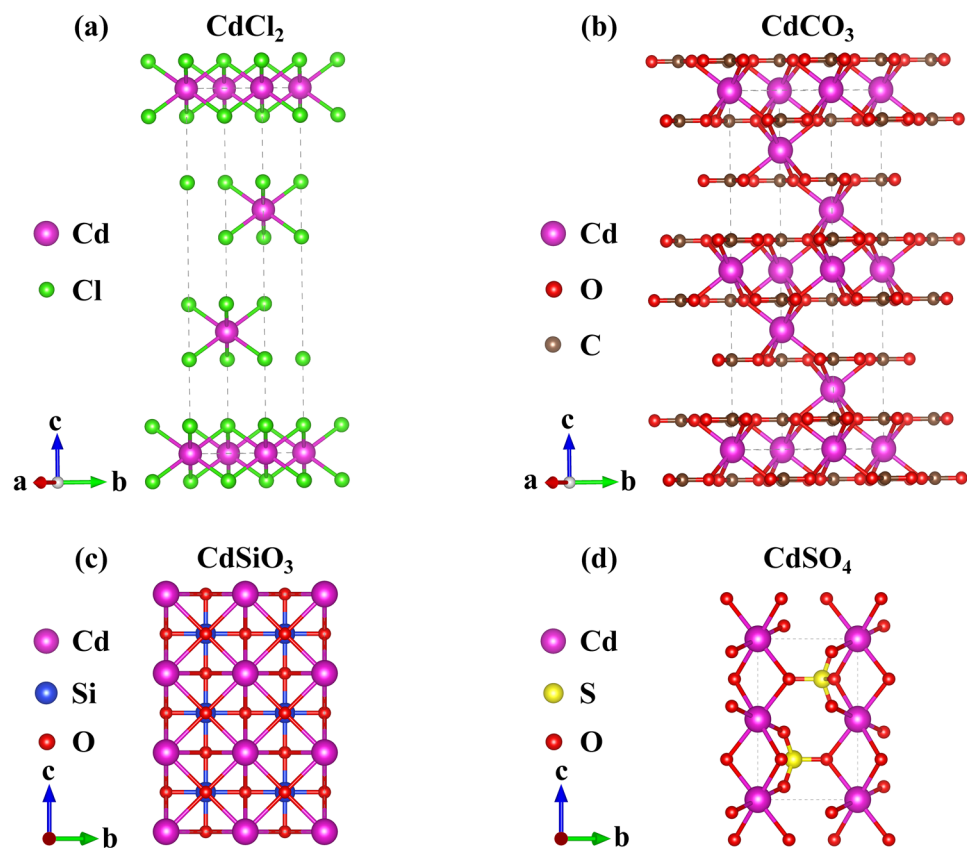 (a) CdCl₂
Cd
Cl
c
a b
(b) CdCO₃
Cd
O
C
c
a b
(c) CdSiO₃
Cd
Si
O
c
b
(d) CdSO₄
Cd
S
O
c
b